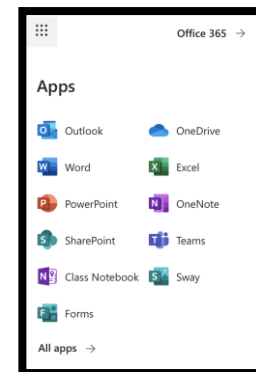 Office 365 →
Apps
Outlook OneDrive
Word Excel
PowerPoint OneNote
SharePoint Teams
Class Notebook Sway
Forms
All apps →